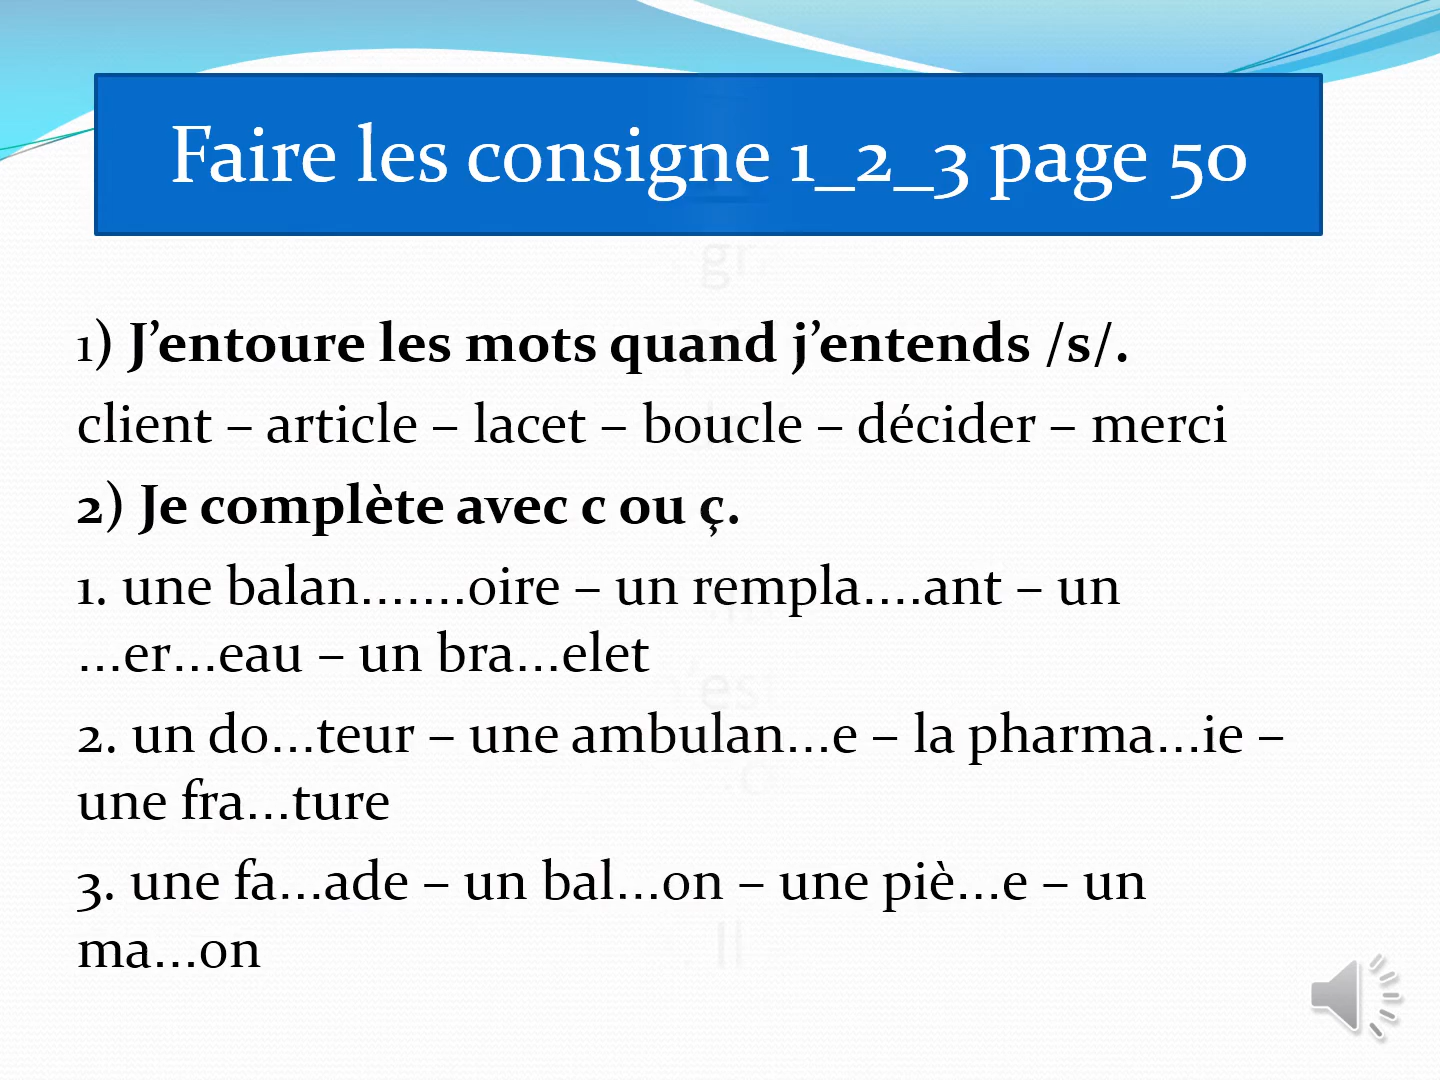 Faire les consigne 1_2_3 page 50
1) J’entoure les mots quand j’entends /s/.
client – article – lacet – boucle – décider – merci
2) Je complète avec c ou ç.
1. une balan.......oire – un rempla....ant – un
...er...eau – un bra...elet
2. un do...teur – une ambulan...e – la pharma...ie –
une fra...ture
3. une fa...ade – un bal...on – une piè...e – un
ma...on